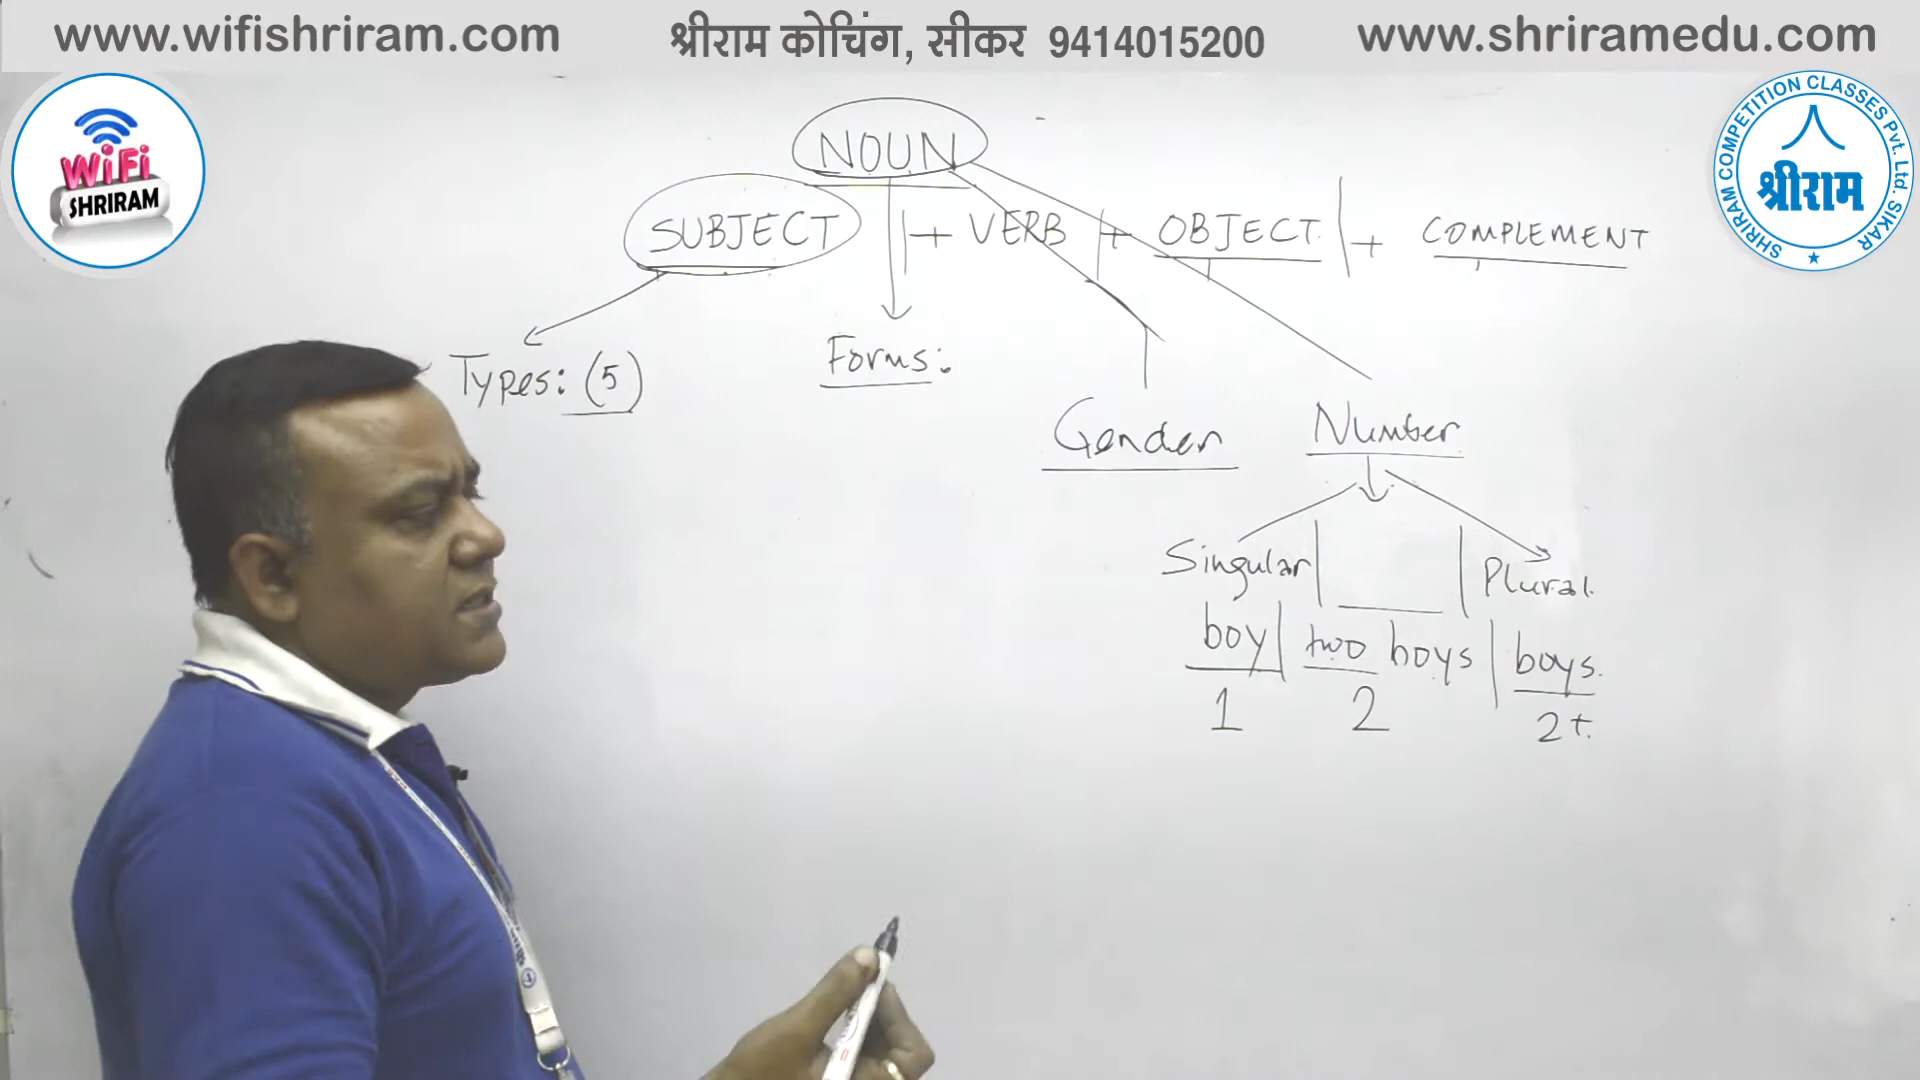 www.wifishriram.com श्रीराम कोचिंग, सीकर 9414015200 www.shriramedu.com
WiFi
SHRIRAM
SHRIRAM COMPETITION CLASSES Pvt. Ltd. SIKAR
श्रीराम
NOUN
SUBJECT + VERB + OBJECT + COMPLEMENT
Types: (5)
Forms:
Gender
Number
Singular
Plural.
boy two boys boys.
1 2 2+.